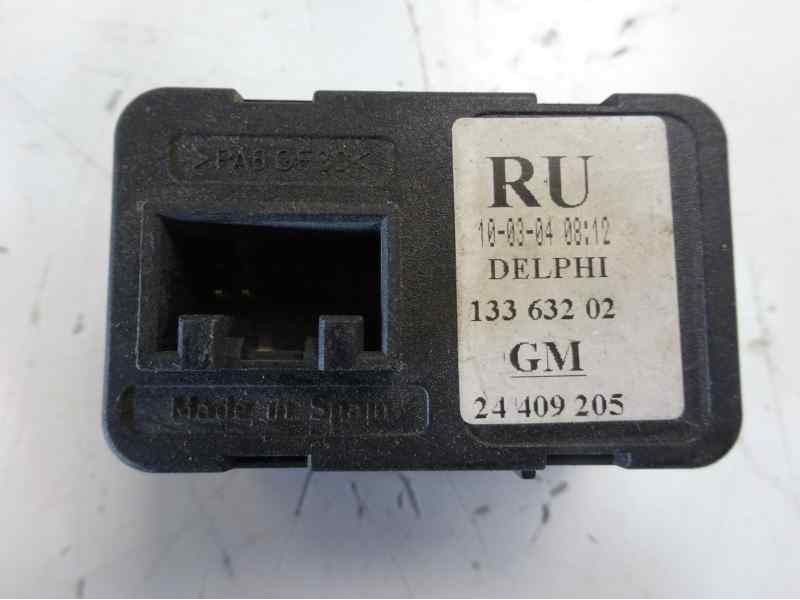 >PA6 GF30<
Made in Spain
RU
10-03-04 08:12
DELPHI
133 632 02
GM
24 409 205